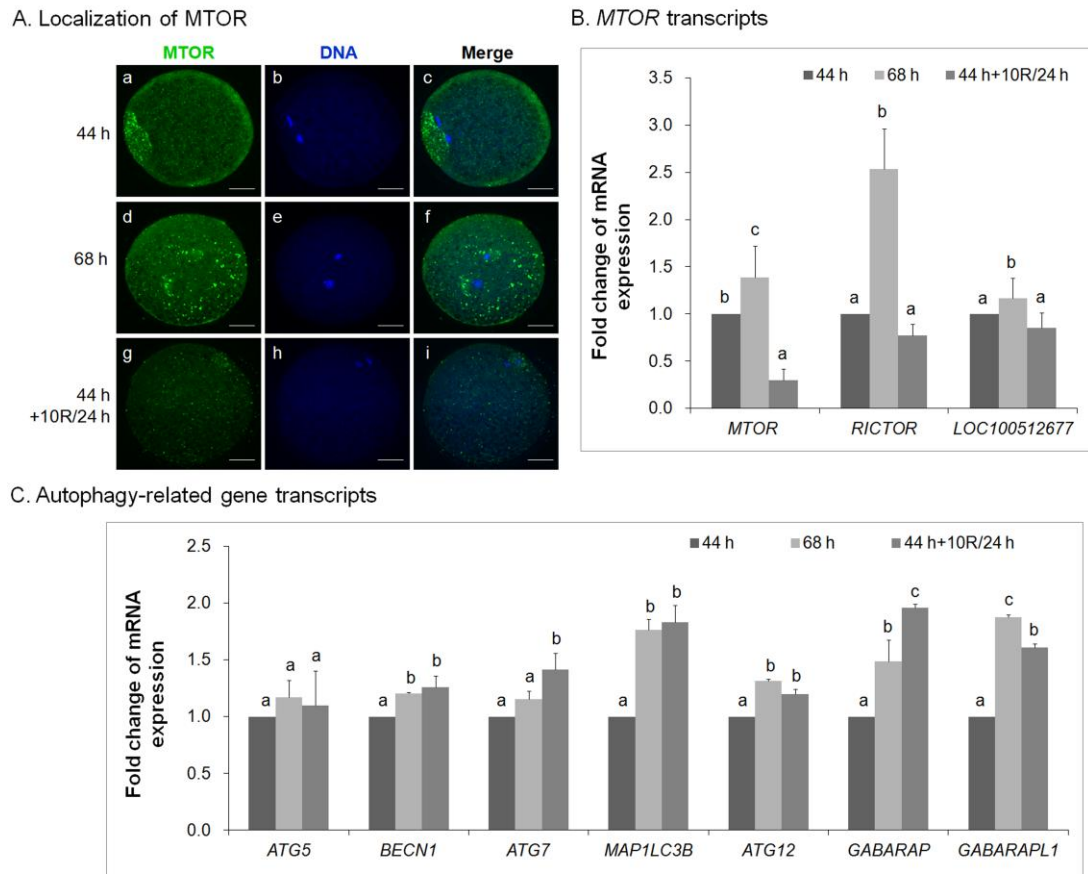 A. Localization of MTOR
MTOR DNA Merge
a b c
44 h
d e f
68 h
g h i
44 h
+10R/24 h
B. MTOR transcripts
44 h 68 h 44 h+10R/24 h
Fold change of mRNA
expression
3.5
3.0
2.5
2.0
1.5
1.0
0.5
0.0
b c a
a b a
a b a
MTOR RICTOR LOC100512677
C. Autophagy-related gene transcripts
44 h 68 h 44 h+10R/24 h
Fold change of mRNA
expression
2.5
2.0
1.5
1.0
0.5
0.0
a a a
a b b
a a b
a b b
a b b
a b c
a c b
ATG5 BECN1 ATG7 MAP1LC3B ATG12 GABARAP GABARAPL1